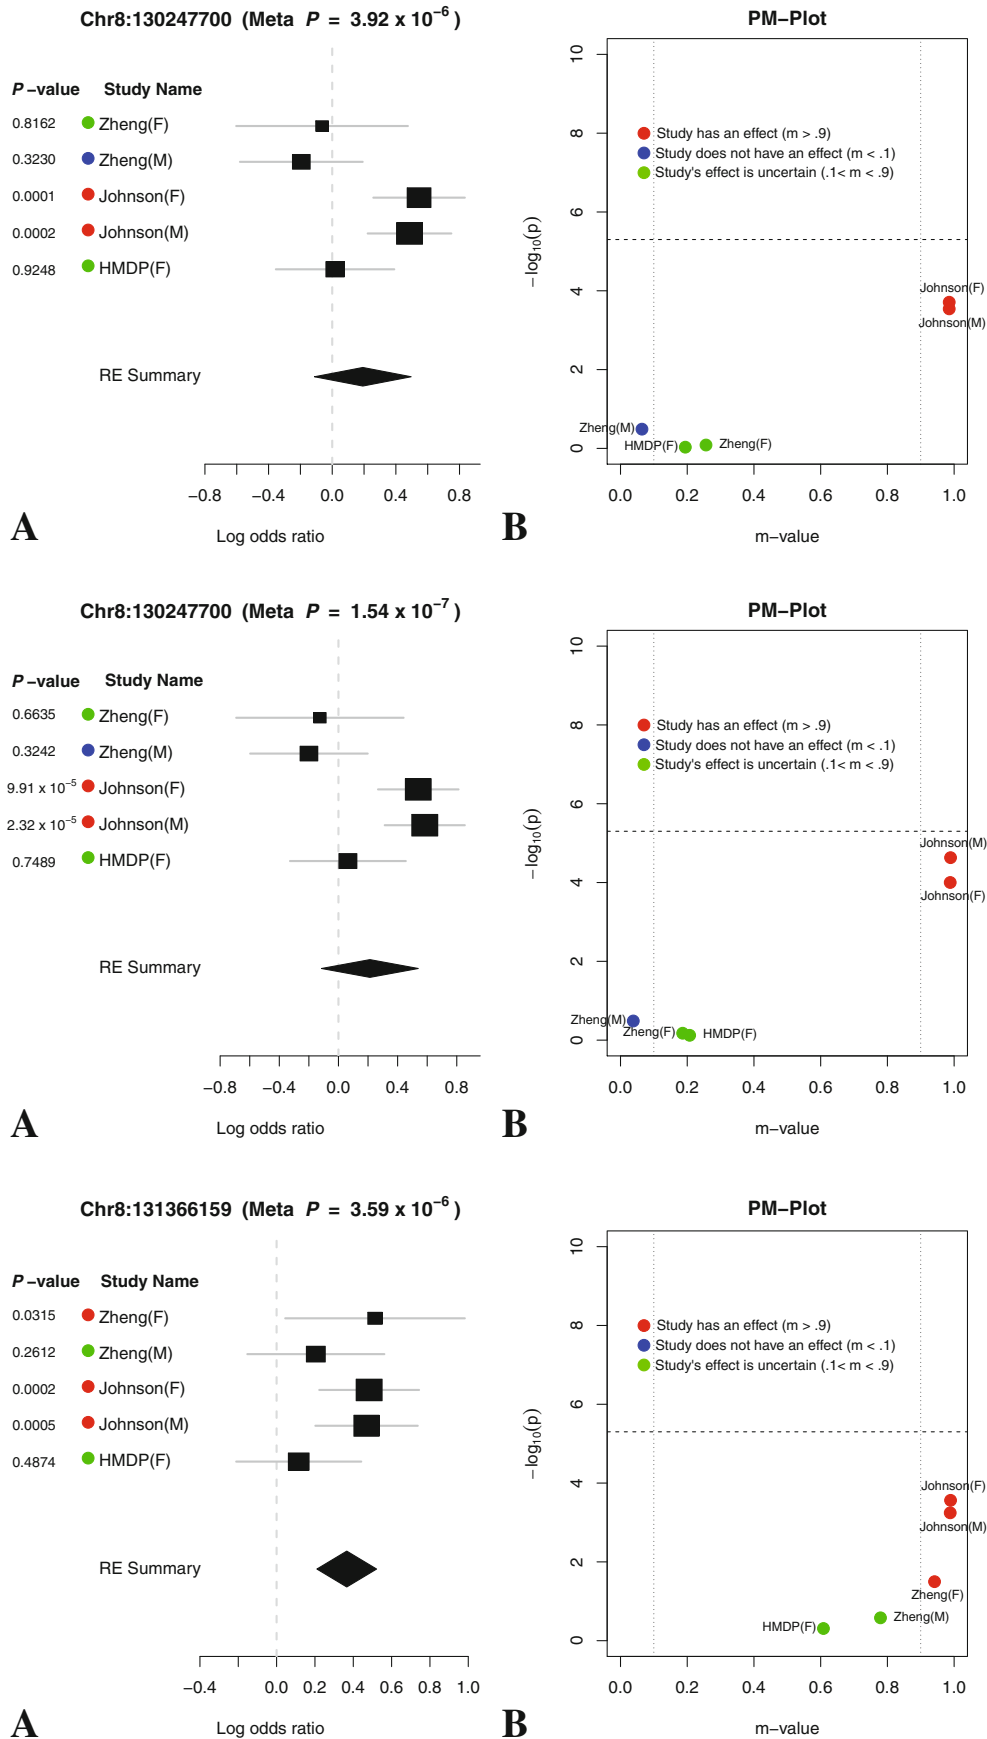 Chr8:130247700 (Meta P = 3.92 x 10⁻⁶ )
P −value Study Name
0.8162 Zheng(F)
0.3230 Zheng(M)
0.0001 Johnson(F)
0.0002 Johnson(M)
0.9248 HMDP(F)
RE Summary
−0.8 −0.4 0.0 0.4 0.8
Log odds ratio
A
PM−Plot
10
8
6
4
2
0
−log₁₀(p)
Study has an effect (m > .9)
Study does not have an effect (m < .1)
Study's effect is uncertain (.1< m < .9)
Johnson(F)
Johnson(M)
Zheng(M)
HMDP(F)
Zheng(F)
0.0 0.2 0.4 0.6 0.8 1.0
m−value
B
Chr8:130247700 (Meta P = 1.54 x 10⁻⁷ )
P −value Study Name
0.6635 Zheng(F)
0.3242 Zheng(M)
9.91 x 10⁻⁵ Johnson(F)
2.32 x 10⁻⁵ Johnson(M)
0.7489 HMDP(F)
RE Summary
−0.8 −0.4 0.0 0.4 0.8
Log odds ratio
A
PM−Plot
10
8
6
4
2
0
−log₁₀(p)
Study has an effect (m > .9)
Study does not have an effect (m < .1)
Study's effect is uncertain (.1< m < .9)
Johnson(M)
Johnson(F)
Zheng(M)
Zheng(F)
HMDP(F)
0.0 0.2 0.4 0.6 0.8 1.0
m−value
B
Chr8:131366159 (Meta P = 3.59 x 10⁻⁶ )
P −value Study Name
0.0315 Zheng(F)
0.2612 Zheng(M)
0.0002 Johnson(F)
0.0005 Johnson(M)
0.4874 HMDP(F)
RE Summary
−0.4 0.0 0.2 0.4 0.6 0.8 1.0
Log odds ratio
A
PM−Plot
10
8
6
4
2
0
−log₁₀(p)
Study has an effect (m > .9)
Study does not have an effect (m < .1)
Study's effect is uncertain (.1< m < .9)
Johnson(F)
Johnson(M)
Zheng(F)
Zheng(M)
HMDP(F)
0.0 0.2 0.4 0.6 0.8 1.0
m−value
B